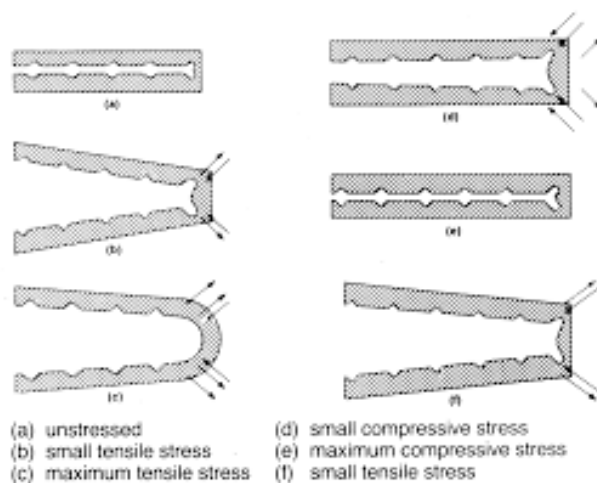 (a)
(d)
(b)
(e)
(c)
(f)
(a) unstressed
(b) small tensile stress
(c) maximum tensile stress
(d) small compressive stress
(e) maximum compressive stress
(f) small tensile stress